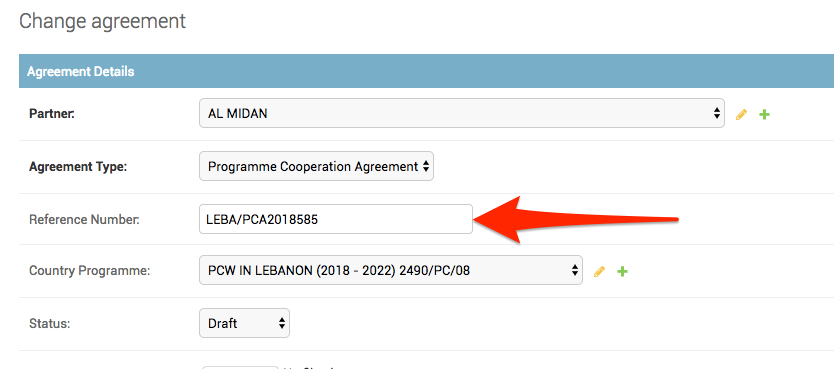 Change agreement
Agreement Details
Partner: AL MIDAN
Agreement Type: Programme Cooperation Agreement
Reference Number: LEBA/PCA2018585
Country Programme: PCW IN LEBANON (2018 - 2022) 2490/PC/08
Status: Draft